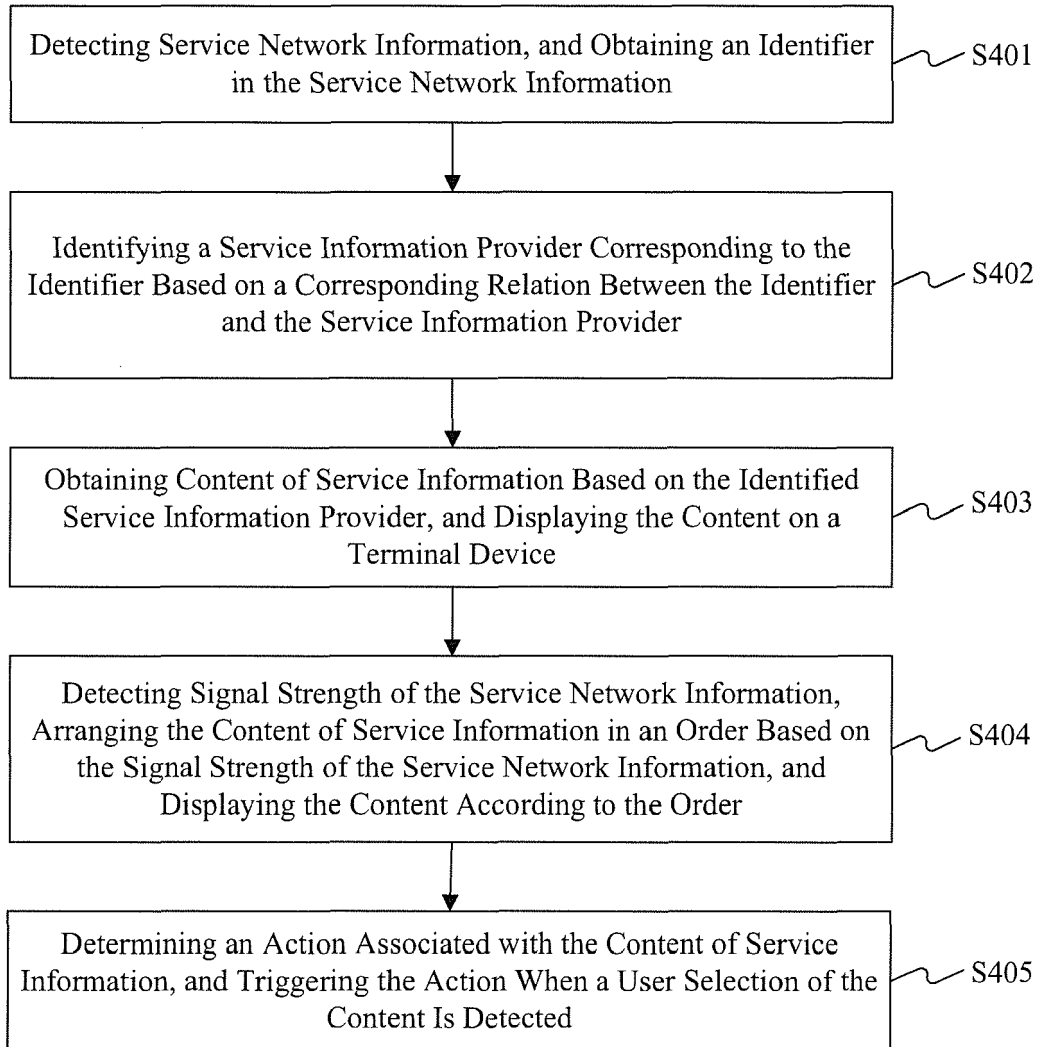 Detecting Service Network Information, and Obtaining an Identifier
in the Service Network Information
S401
Identifying a Service Information Provider Corresponding to the
Identifier Based on a Corresponding Relation Between the Identifier
and the Service Information Provider
S402
Obtaining Content of Service Information Based on the Identified
Service Information Provider, and Displaying the Content on a
Terminal Device
S403
Detecting Signal Strength of the Service Network Information,
Arranging the Content of Service Information in an Order Based on
the Signal Strength of the Service Network Information, and
Displaying the Content According to the Order
S404
Determining an Action Associated with the Content of Service
Information, and Triggering the Action When a User Selection of the
Content Is Detected
S405